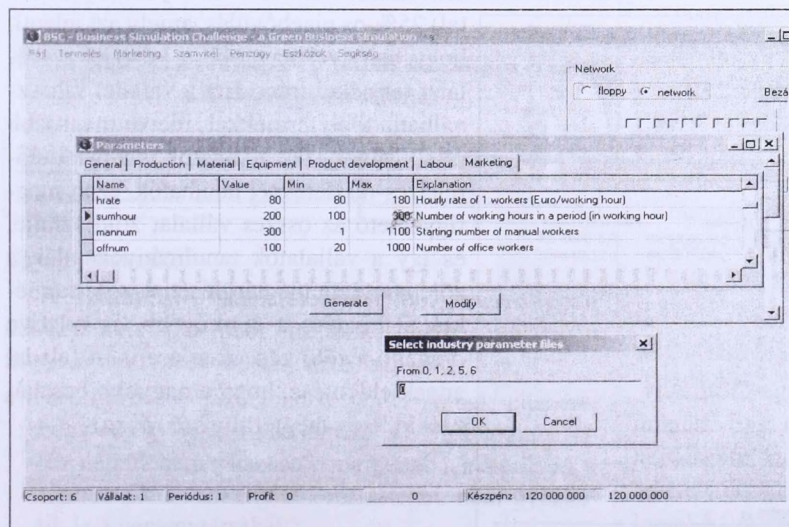 BSC - Business Simulation Challenge - a Green Business Simulation
Fájl Termelés Marketing Számvitel Pénzügy Eszközök Segítség
Network
floppy network
Bezá
Parameters
General Production Material Equipment Product development Labour Marketing
Name Value Min Max Explanation
hrate 80 80 180 Hourly rate of 1 workers (Euro/working hour)
sumhour 200 100 300 Number of working hours in a period (in working hour)
mannum 300 1 1100 Starting number of manual workers
offnum 100 20 1000 Number of office workers
Generate Modify
Select industry parameter files
From 0, 1, 2, 5, 6
OK Cancel
Csoport: 6 Vállalat: 1 Periódus: 1 Profit 0 0 Készpénz 120 000 000 120 000 000